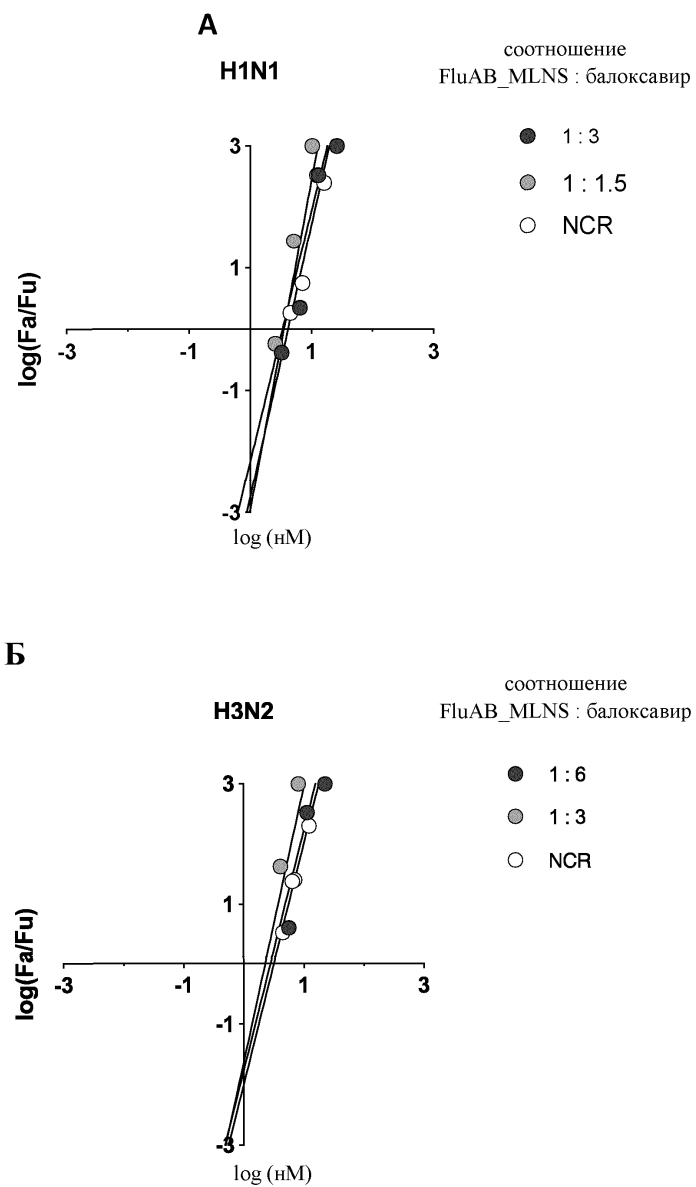 А
H1N1
соотношение
FluAB_MLNS : балоксавир
1 : 3
1 : 1.5
NCR
log(Fa/Fu)
3
1
-3
-1
1
3
-1
-3
log (нМ)
Б
H3N2
соотношение
FluAB_MLNS : балоксавир
1 : 6
1 : 3
NCR
log(Fa/Fu)
3
1
-3
-1
1
3
-1
-3
log (нМ)